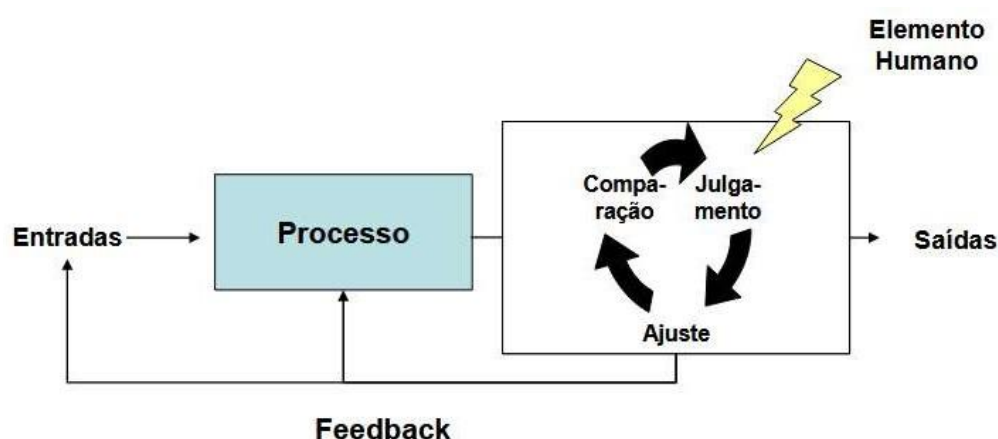 Elemento
Humano
Compa-
ração
Julga-
mento
Entradas
Processo
Saídas
Ajuste
Feedback